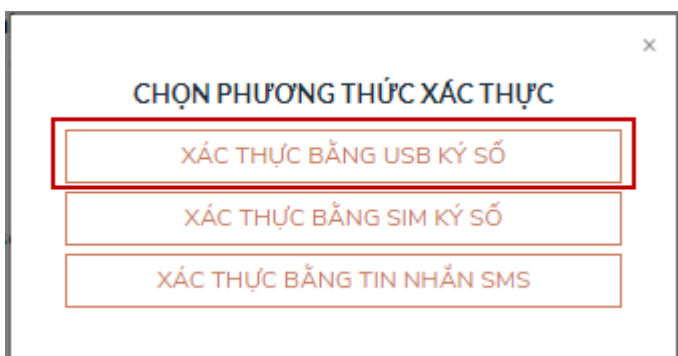 ×
CHỌN PHƯƠNG THỨC XÁC THỰC
XÁC THỰC BẰNG USB KÝ SỐ
XÁC THỰC BẰNG SIM KÝ SỐ
XÁC THỰC BẰNG TIN NHẮN SMS